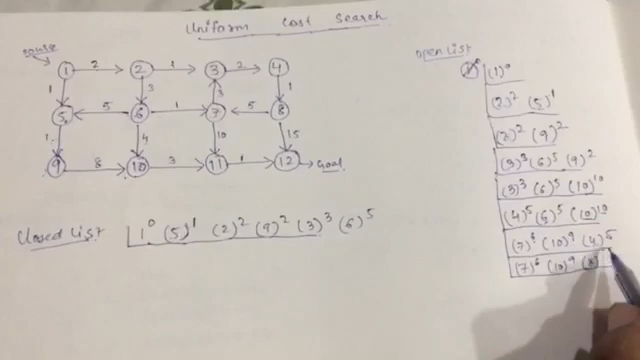 Uniform Cost Search
source
1 2 2 1 3 2 4
1 3 3 1
5 5 6 1 7 5 8
1 4 10 15
9 8 10 3 11 1 12 Goal
Closed List 1⁰ (5)¹ (2)² (9)² (3)³ (6)⁵
Open List
(1)⁰
(2)² (5)¹
(2)² (9)²
(3)³ (6)⁵ (9)²
(3)³ (6)⁵ (10)¹⁰
(4)⁵ (6)⁵ (10)¹⁰
(7)⁶ (10)⁹ (4)⁵
(7)⁶ (10)⁹ (8)